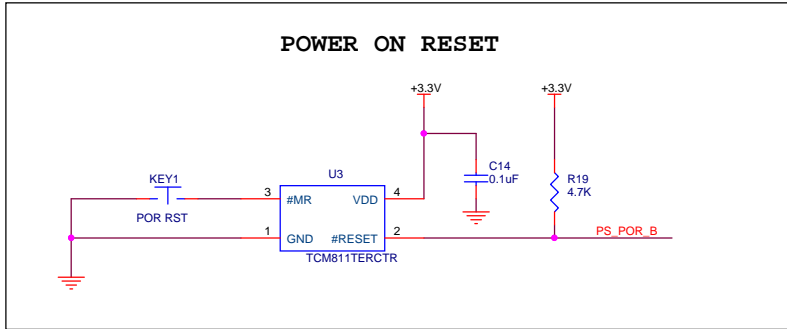 POWER ON RESET
+3.3V
+3.3V
C14
0.1uF
R19
4.7K
U3
KEY1
POR RST
3
#MR
VDD
4
1
GND
#RESET
2
PS_POR_B
TCM811TERCTR